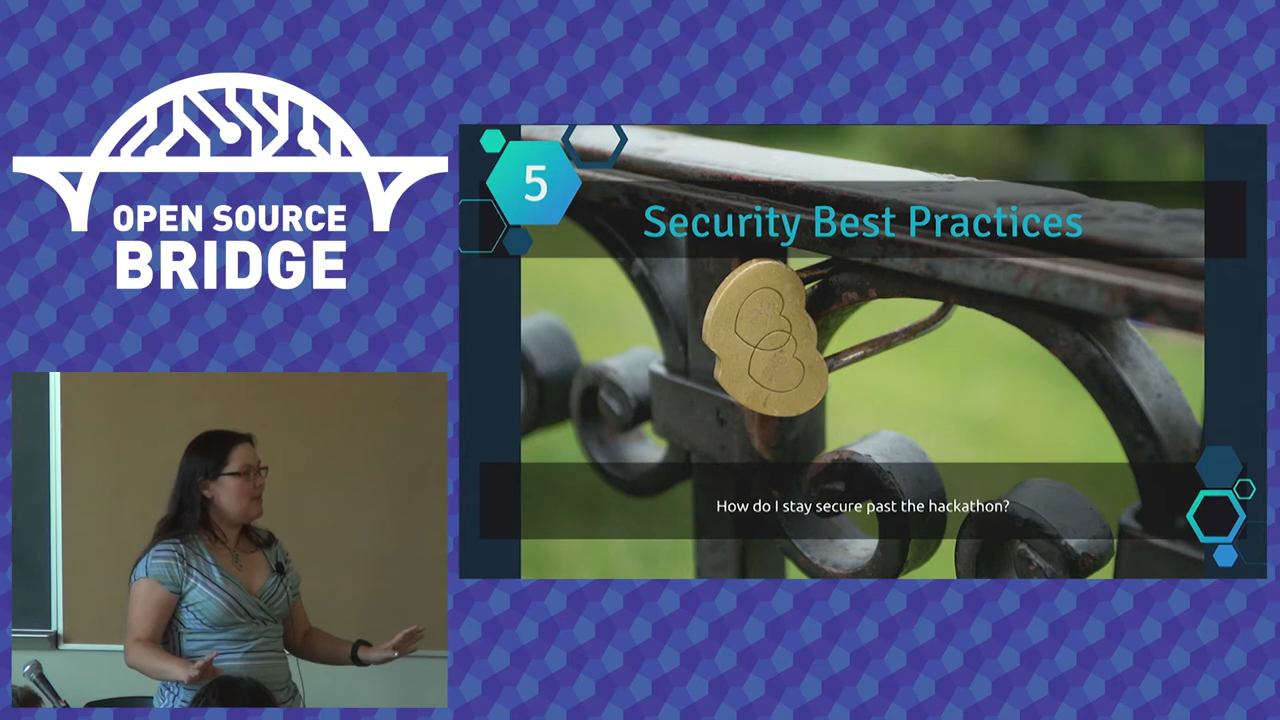 OPEN SOURCE
BRIDGE
5
Security Best Practices
How do I stay secure past the hackathon?